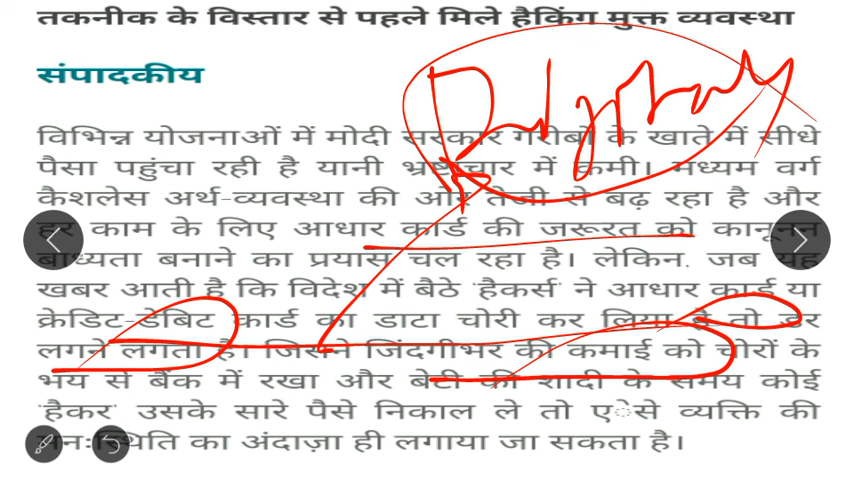 तकनीक के विस्तार से पहले मिले हैकिंग मुक्त व्यवस्था
संपादकीय
विभिन्न योजनाओं में मोदी सरकार गरीबों के खाते में सीधे
पैसा पहुंचा रही है यानी भ्रष्टाचार में कमी। मध्यम वर्ग
कैशलेस अर्थ-व्यवस्था की ओर तेजी से बढ़ रहा है और
हर काम के लिए आधार कार्ड की जरूरत को कानूनन
बाध्यता बनाने का प्रयास चल रहा है। लेकिन, जब यह
खबर आती है कि विदेश में बैठे 'हैकर्स' ने आधार कार्ड या
क्रेडिट-डेबिट कार्ड का डाटा चोरी कर लिया है तो डर
लगने लगता है। जिसने जिंदगीभर की कमाई को चोरों के
भय से बैंक में रखा और बेटी की शादी के समय कोई
'हैकर' उसके सारे पैसे निकाल ले तो एेसे व्यक्ति की
मन:स्थिति का अंदाज़ा ही लगाया जा सकता है।